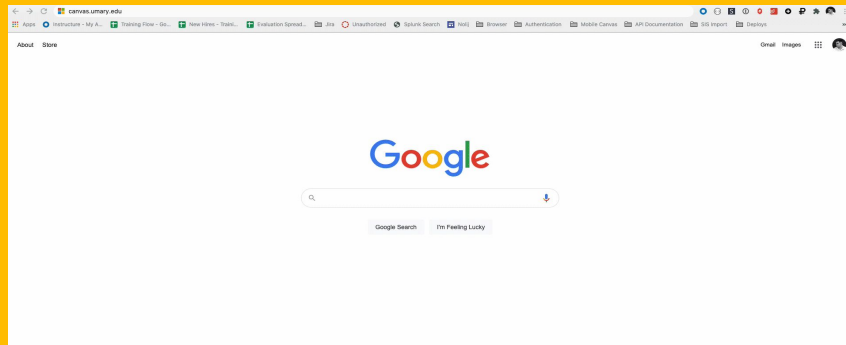 canvas.umary.edu
Apps Instructure - My A... Training Flow - Go... New Hires - Traini... Evaluation Spread... Jira Unauthorized Splunk Search Nolij Browser Authentication Mobile Canvas API Documentation SIS Import Deploys »
About Store Gmail Images
Google
Google Search I'm Feeling Lucky